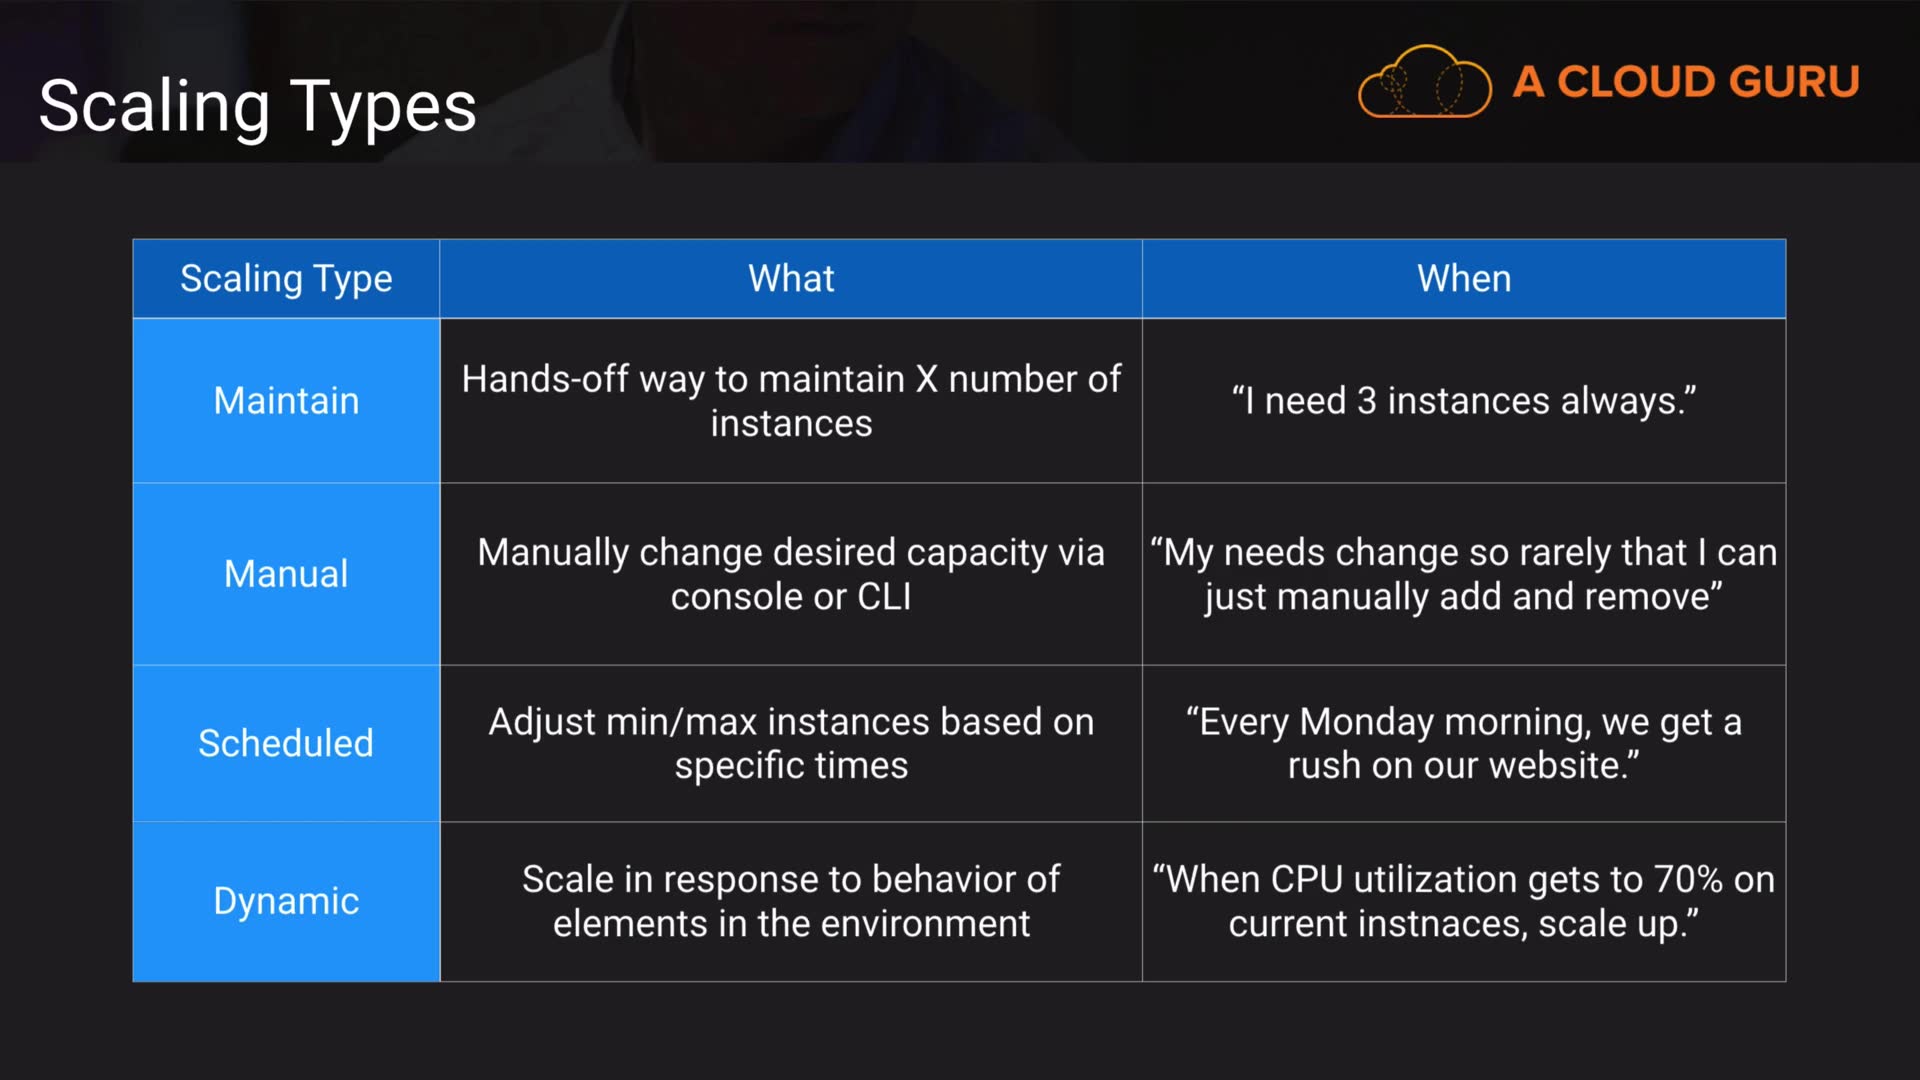 Scaling Types
A CLOUD GURU
Scaling Type
What
When
Maintain
Hands-off way to maintain X number of
instances
“I need 3 instances always.”
Manual
Manually change desired capacity via
console or CLI
“My needs change so rarely that I can
just manually add and remove”
Scheduled
Adjust min/max instances based on
specific times
“Every Monday morning, we get a
rush on our website.”
Dynamic
Scale in response to behavior of
elements in the environment
“When CPU utilization gets to 70% on
current instnaces, scale up.”